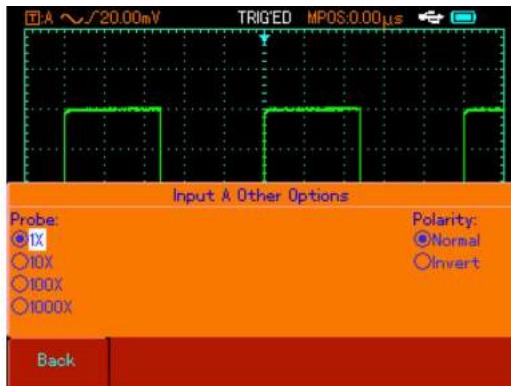 T:A 20.00mV TRIG'ED MPOS:0.00μs
Input A Other Options
Probe: Polarity:
1X Normal
10X Invert
100X
1000X
Back